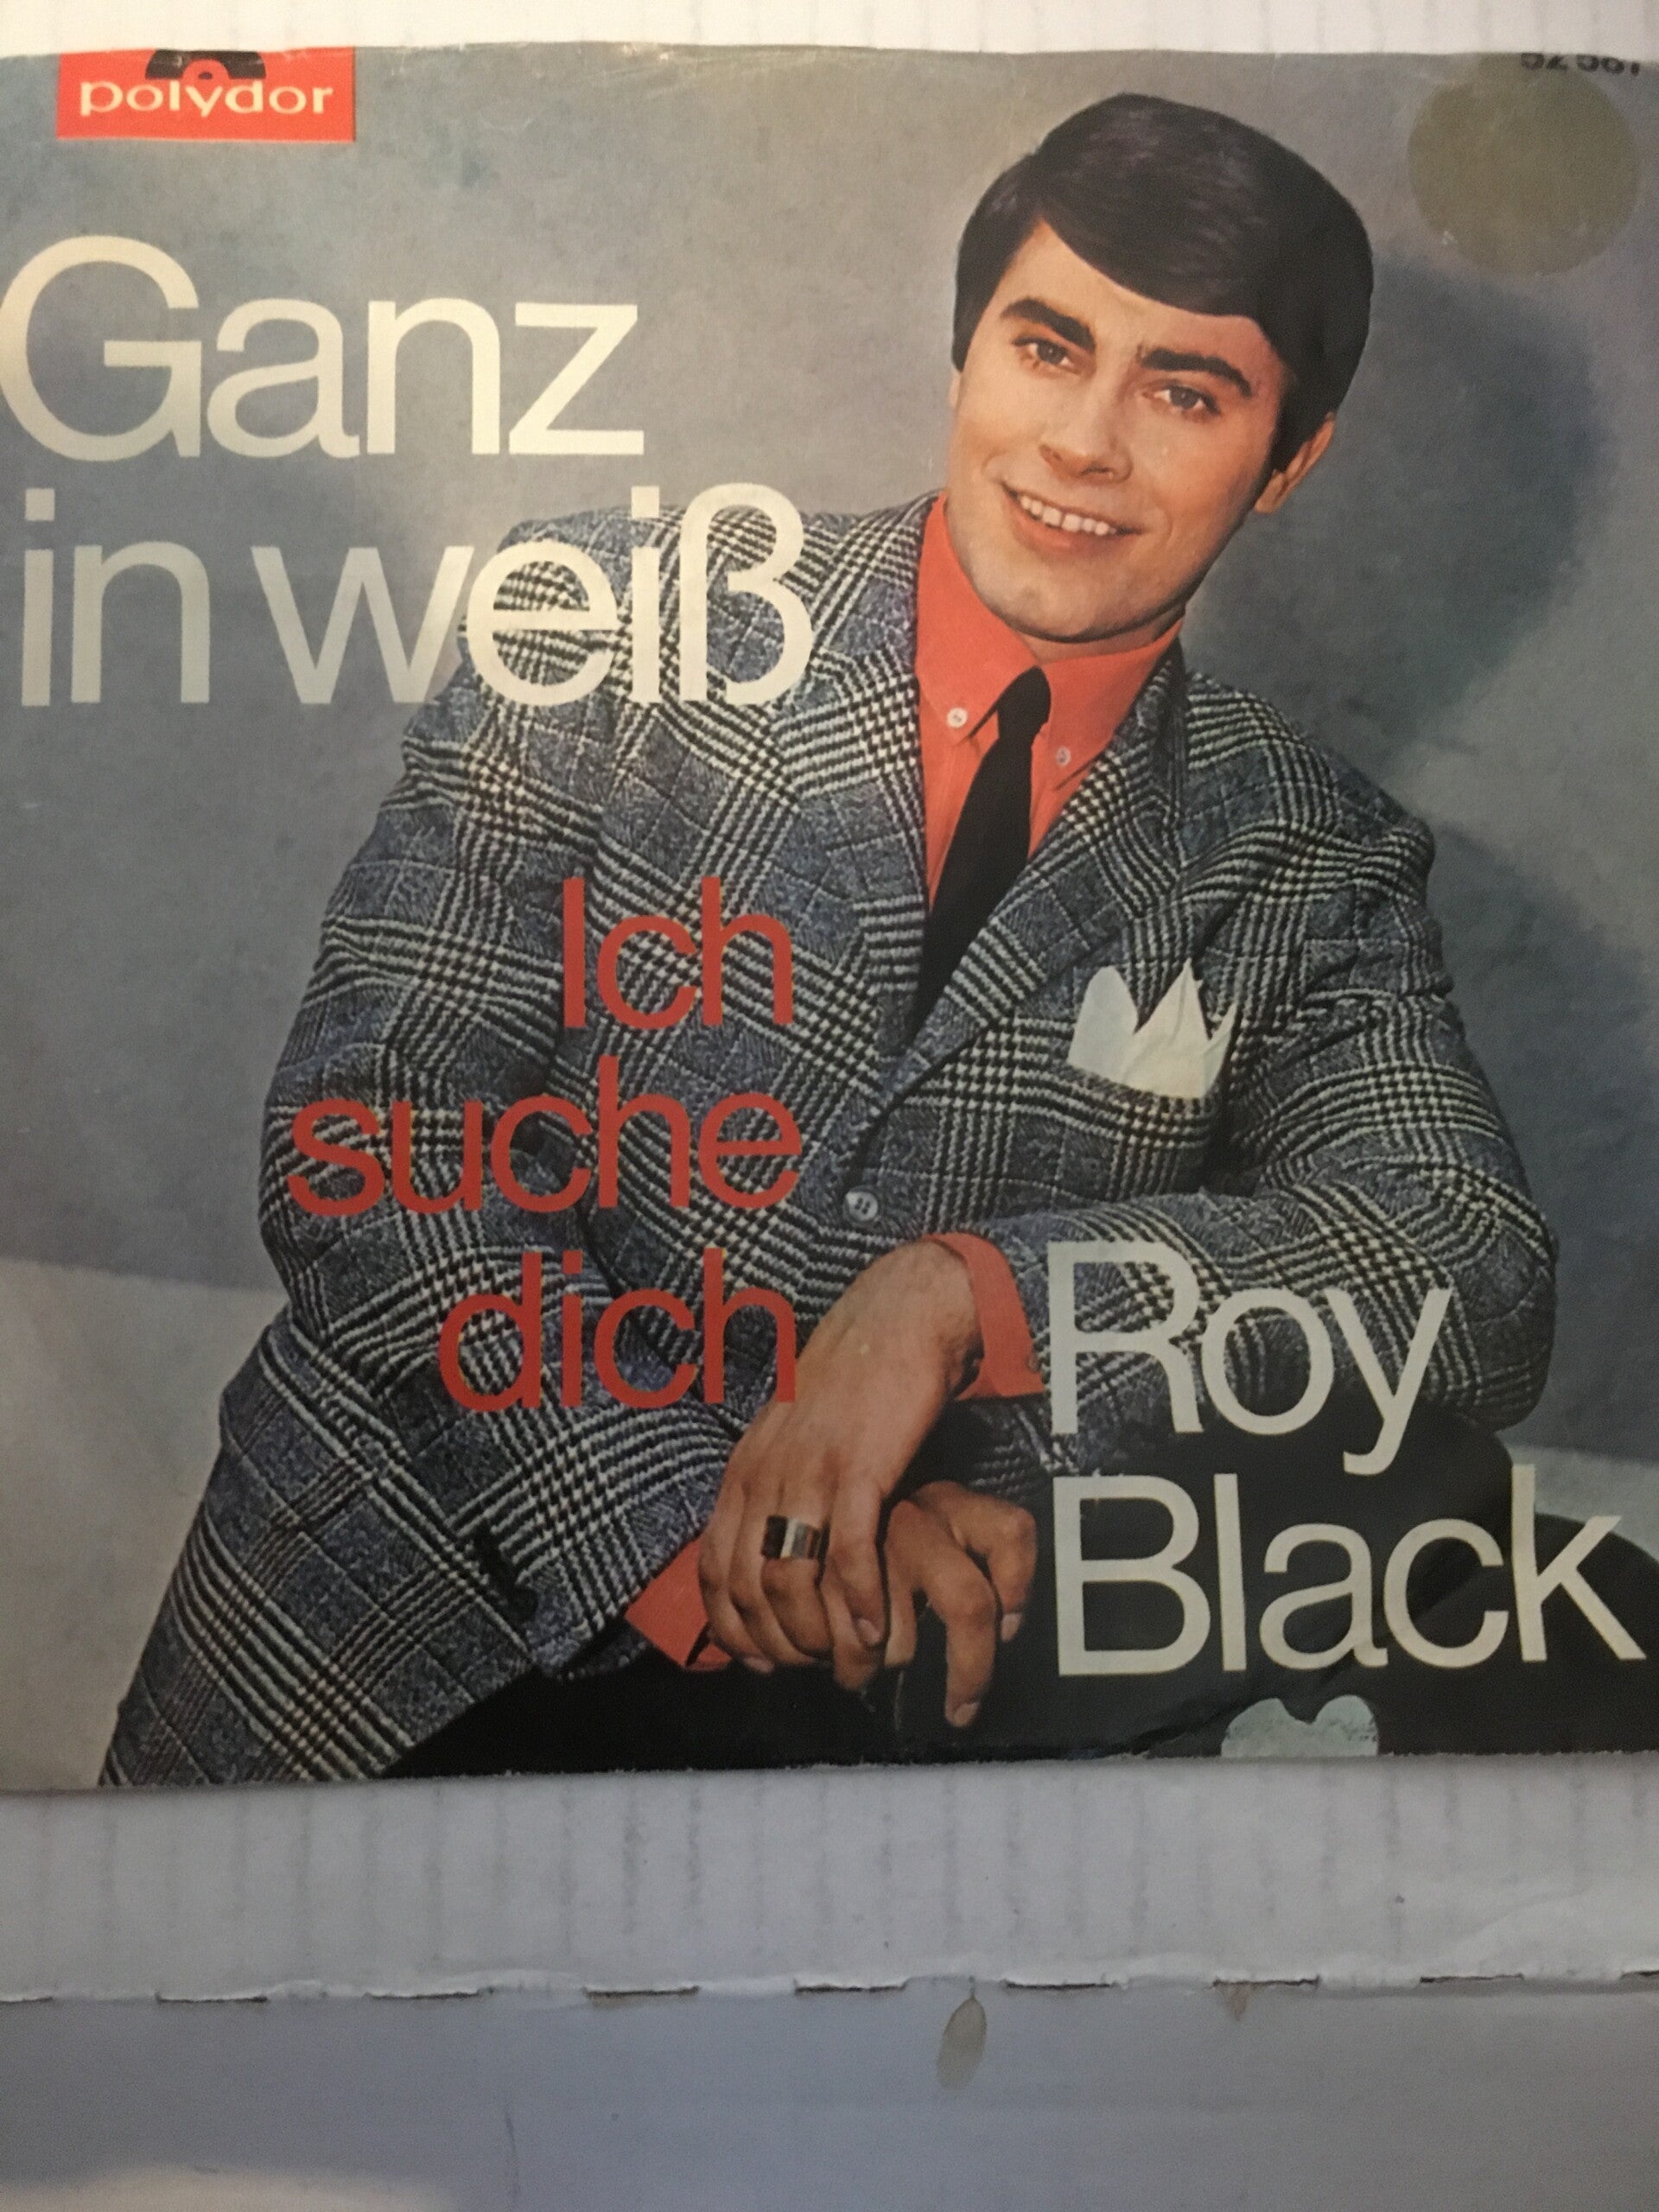 polydor
Ganz
in weiß
Ich
suche
dich
Roy
Black